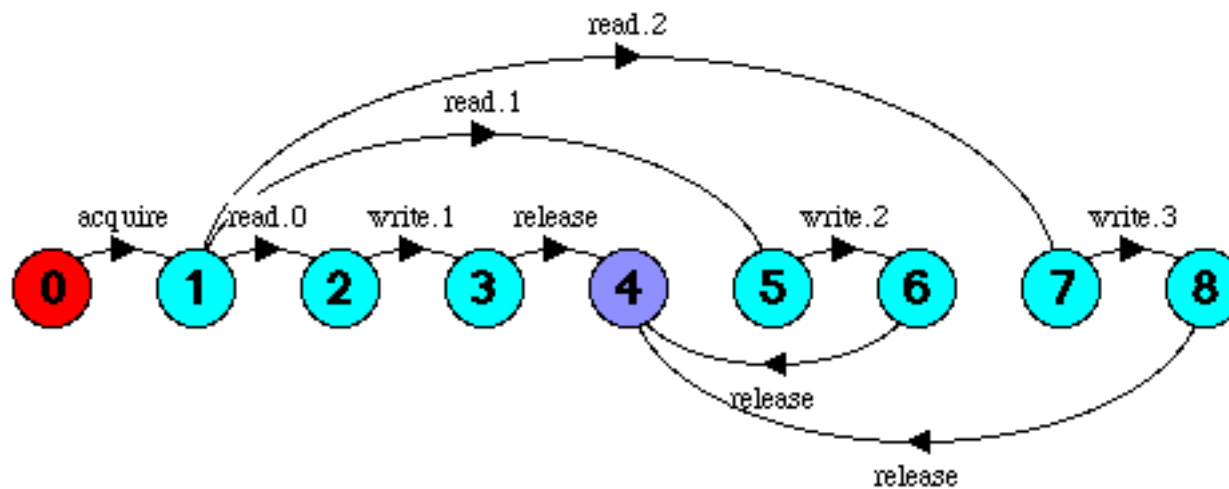 read.2
read.1
acquire read.0 write.1 release write.2 write.3
0 1 2 3 4 5 6 7 8
release
release